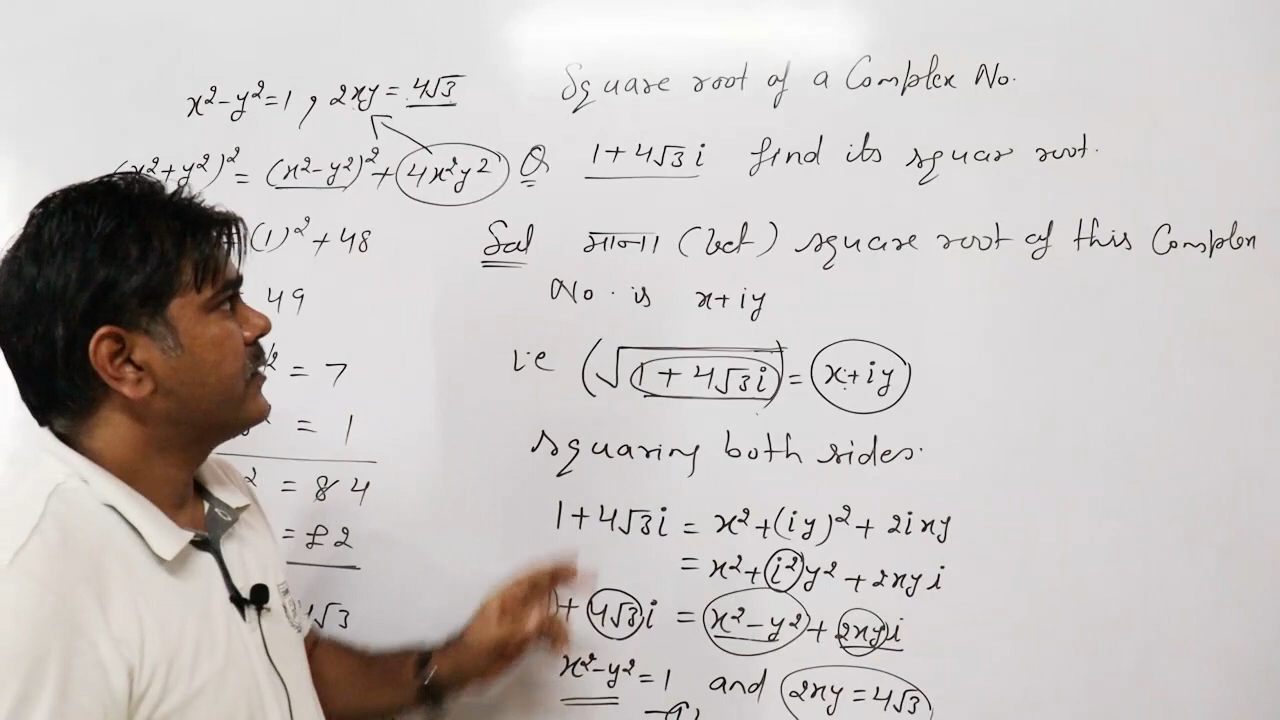 Square root of a Complex No.
Q 1+4√3 i find its squar root.
Sol माना (let) square root of this Complex
No. is x+iy
i.e (√1+4√3i) = x+iy
squaring both sides.
1+4√3i = x²+(iy)²+2ixy
= x²+i²y²+2xyi
+4√3i = x²-y²+2xyi
x²-y²=1 and 2xy=4√3
x²-y²=1, 2xy=4√3
(x²+y²)² = (x²-y²)²+4x²y²
(1)²+48
49
= 7
= 1
² = 8 4
= ± 2
√3